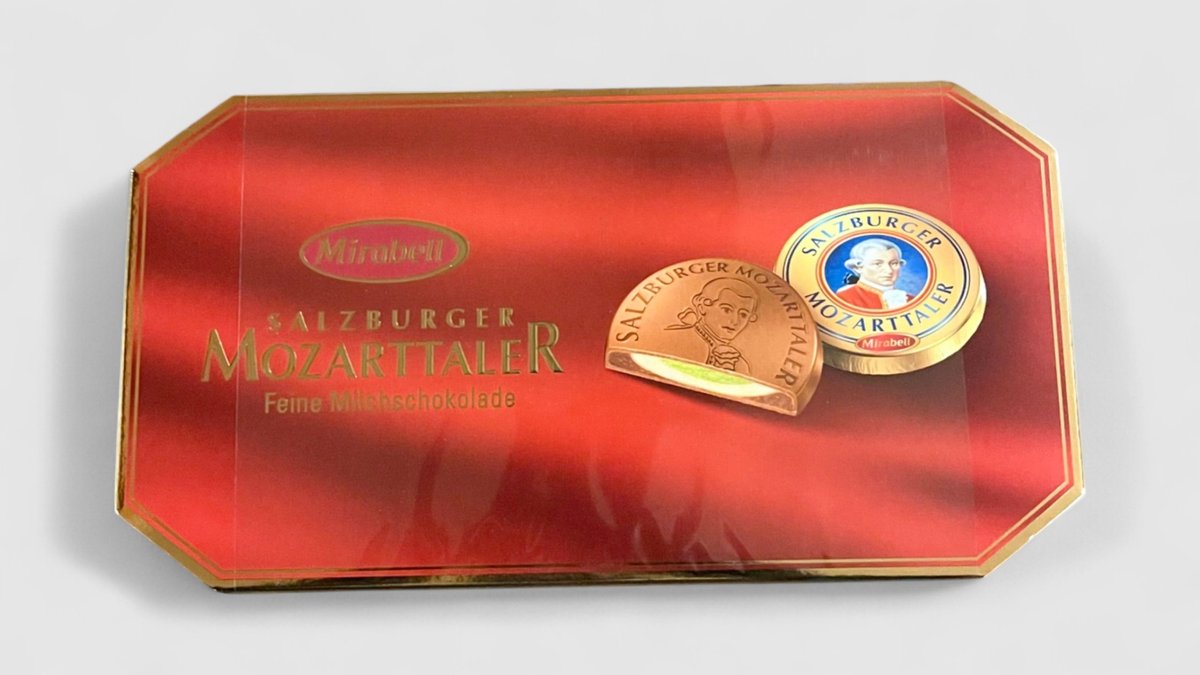 Mirabell
SALZBURGER
MOZARTTALER
Feine Milchschokolade
SALZBURGER MOZARTTALER
SALZBURGER
MOZARTTALER
Mirabell